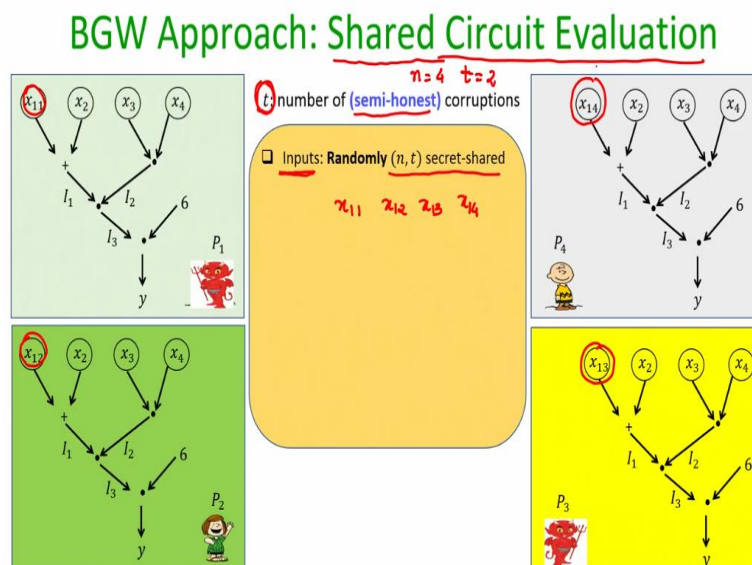 BGW Approach: Shared Circuit Evaluation
n=4 t=2
t: number of (semi-honest) corruptions
❑ Inputs: Randomly (n, t) secret-shared
x₁₁ x₁₂ x₁₃ x₁₄
x₁₁ x₂ x₃ x₄
+
I₁ I₂
6
I₃
P₁
y
x₁₄ x₂ x₃ x₄
+
I₁ I₂
6
I₃
P₄
y
x₁₂ x₂ x₃ x₄
+
I₁ I₂
6
I₃
P₂
y
x₁₃ x₂ x₃ x₄
+
I₁ I₂
6
I₃
P₃
y